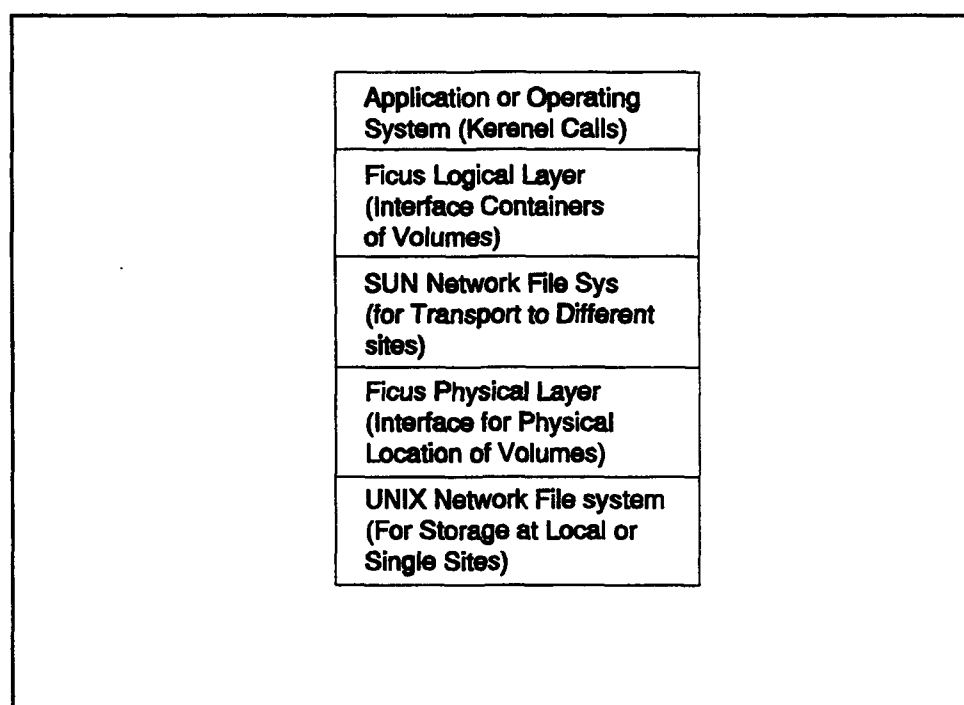 Application or Operating
System (Kerenel Calls)
Ficus Logical Layer
(Interface Containers
of Volumes)
SUN Network File Sys
(for Transport to Different
sites)
Ficus Physical Layer
(Interface for Physical
Location of Volumes)
UNIX Network File system
(For Storage at Local or
Single Sites)